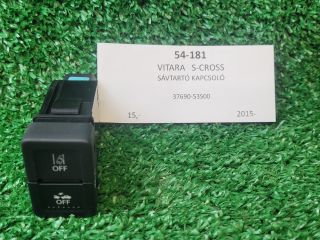 54-181
VITARA S-CROSS
SÁVTARTÓ KAPCSOLÓ
37690-53S00
15,- 2015-
OFF
OFF